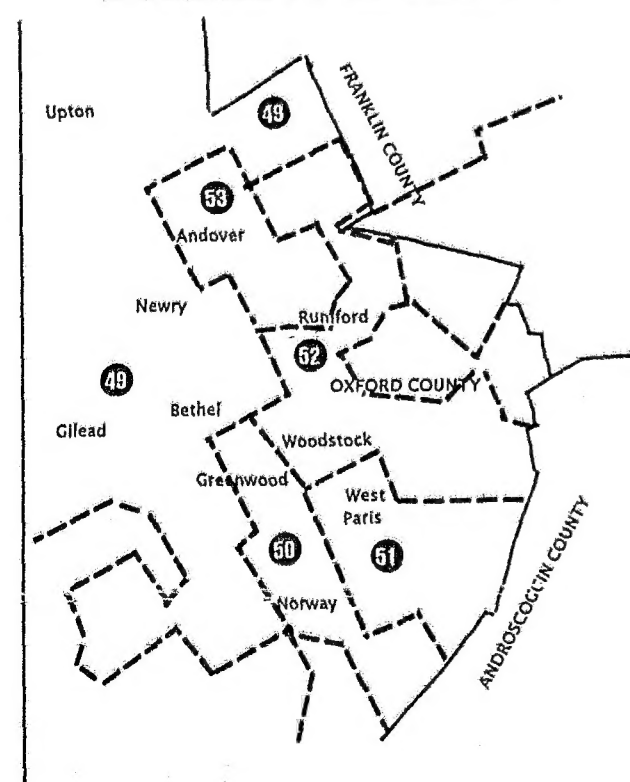 49
FRANKLIN COUNTY
Upton
53
Andover
Newry
Rumford
52
49
OXFORD COUNTY
Bethel
Gilead
Woodstock
Greenwood
West
Paris
50
51
Norway
ANDROSCOGGIN COUNTY